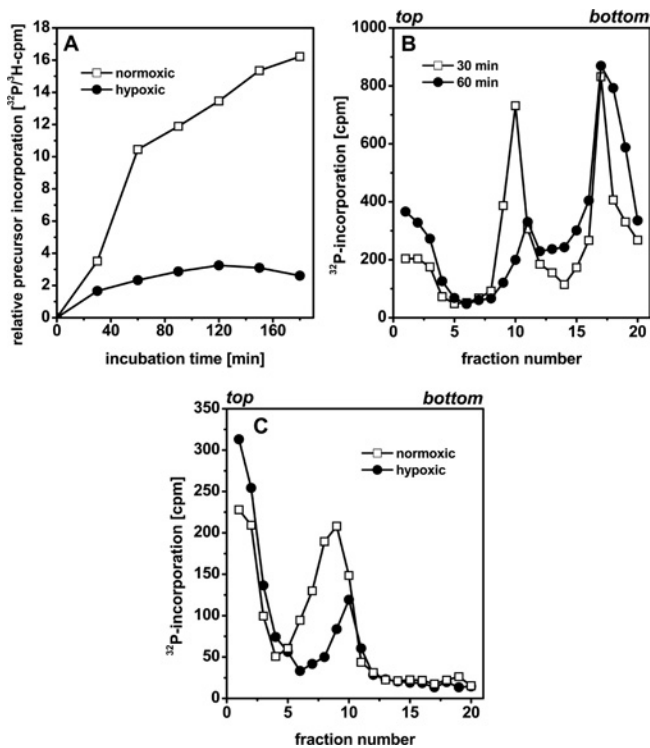 A
relative precursor incorporation [³²P/³H-cpm]
18
16
14
12
10
8
6
4
2
0
normoxic
hypoxic
0 40 80 120 160
incubation time [min]
top bottom
B
³²P-incorporation [cpm]
1000
800
600
400
200
0
30 min
60 min
0 5 10 15 20
fraction number
top bottom
C
³²P-incorporation [cpm]
350
300
250
200
150
100
50
0
normoxic
hypoxic
0 5 10 15 20
fraction number